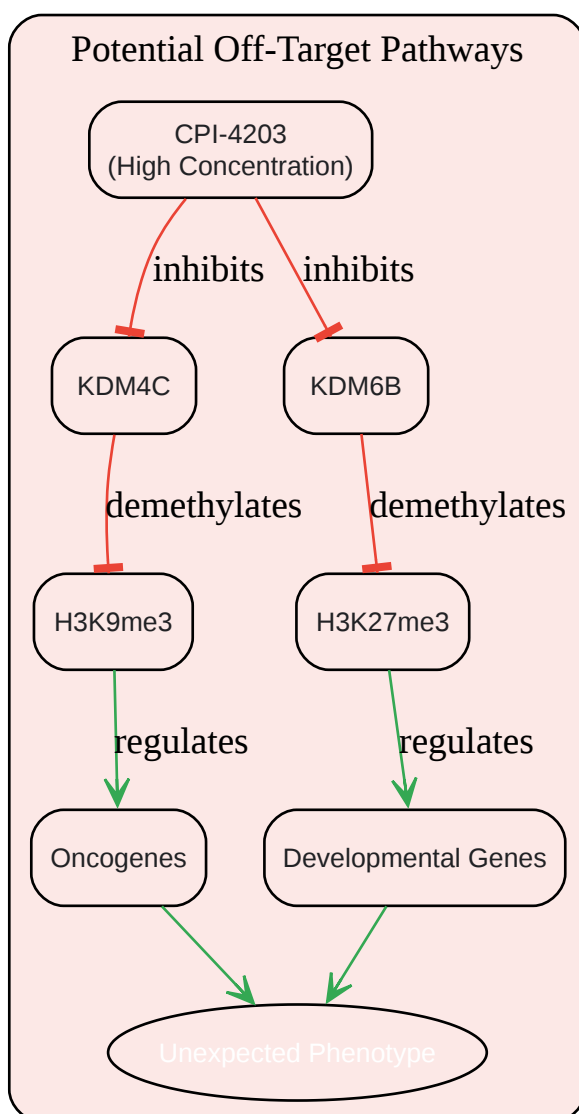 Potential Off-Target Pathways
CPI-4203
(High Concentration)
inhibits
inhibits
KDM4C
KDM6B
demethylates
demethylates
H3K9me3
H3K27me3
regulates
regulates
Oncogenes
Developmental Genes
Unexpected Phenotype